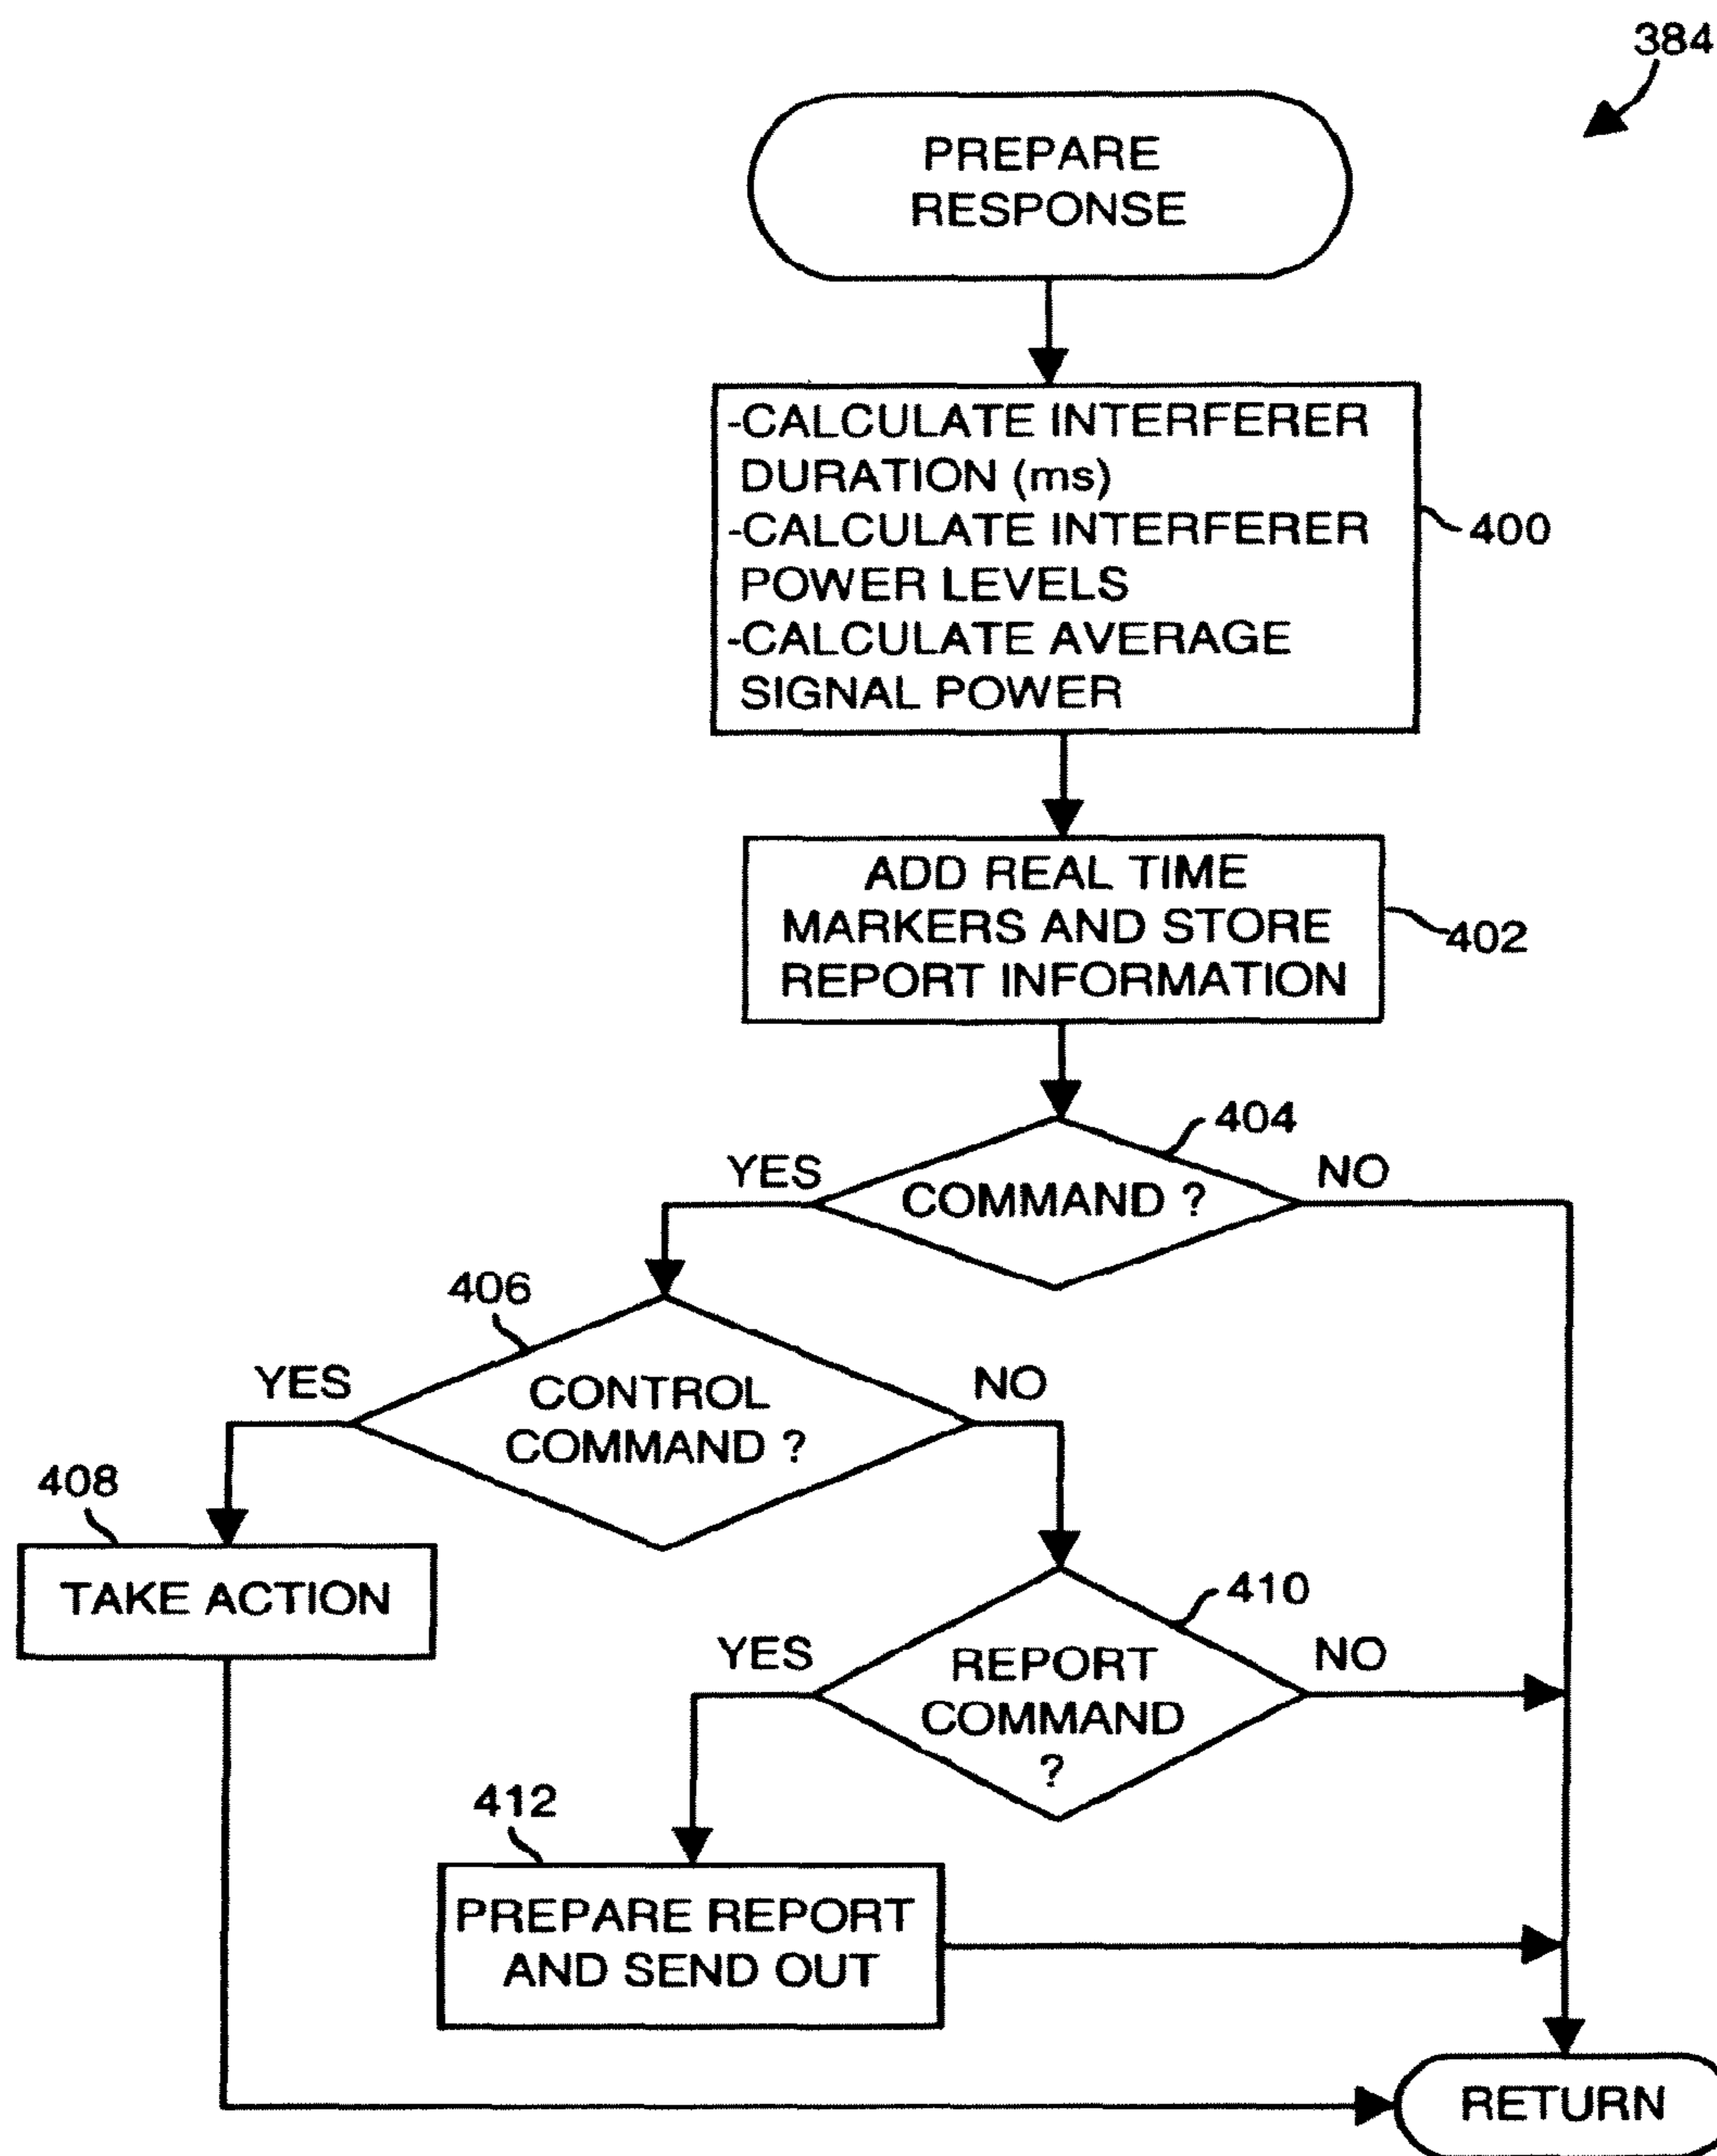 384
PREPARE
RESPONSE
-CALCULATE INTERFERER
DURATION (ms)
-CALCULATE INTERFERER
POWER LEVELS
-CALCULATE AVERAGE
SIGNAL POWER
400
ADD REAL TIME
MARKERS AND STORE
REPORT INFORMATION
402
404
YES
COMMAND ?
NO
406
YES
CONTROL
COMMAND ?
NO
408
TAKE ACTION
410
YES
REPORT
COMMAND
?
NO
412
PREPARE REPORT
AND SEND OUT
RETURN